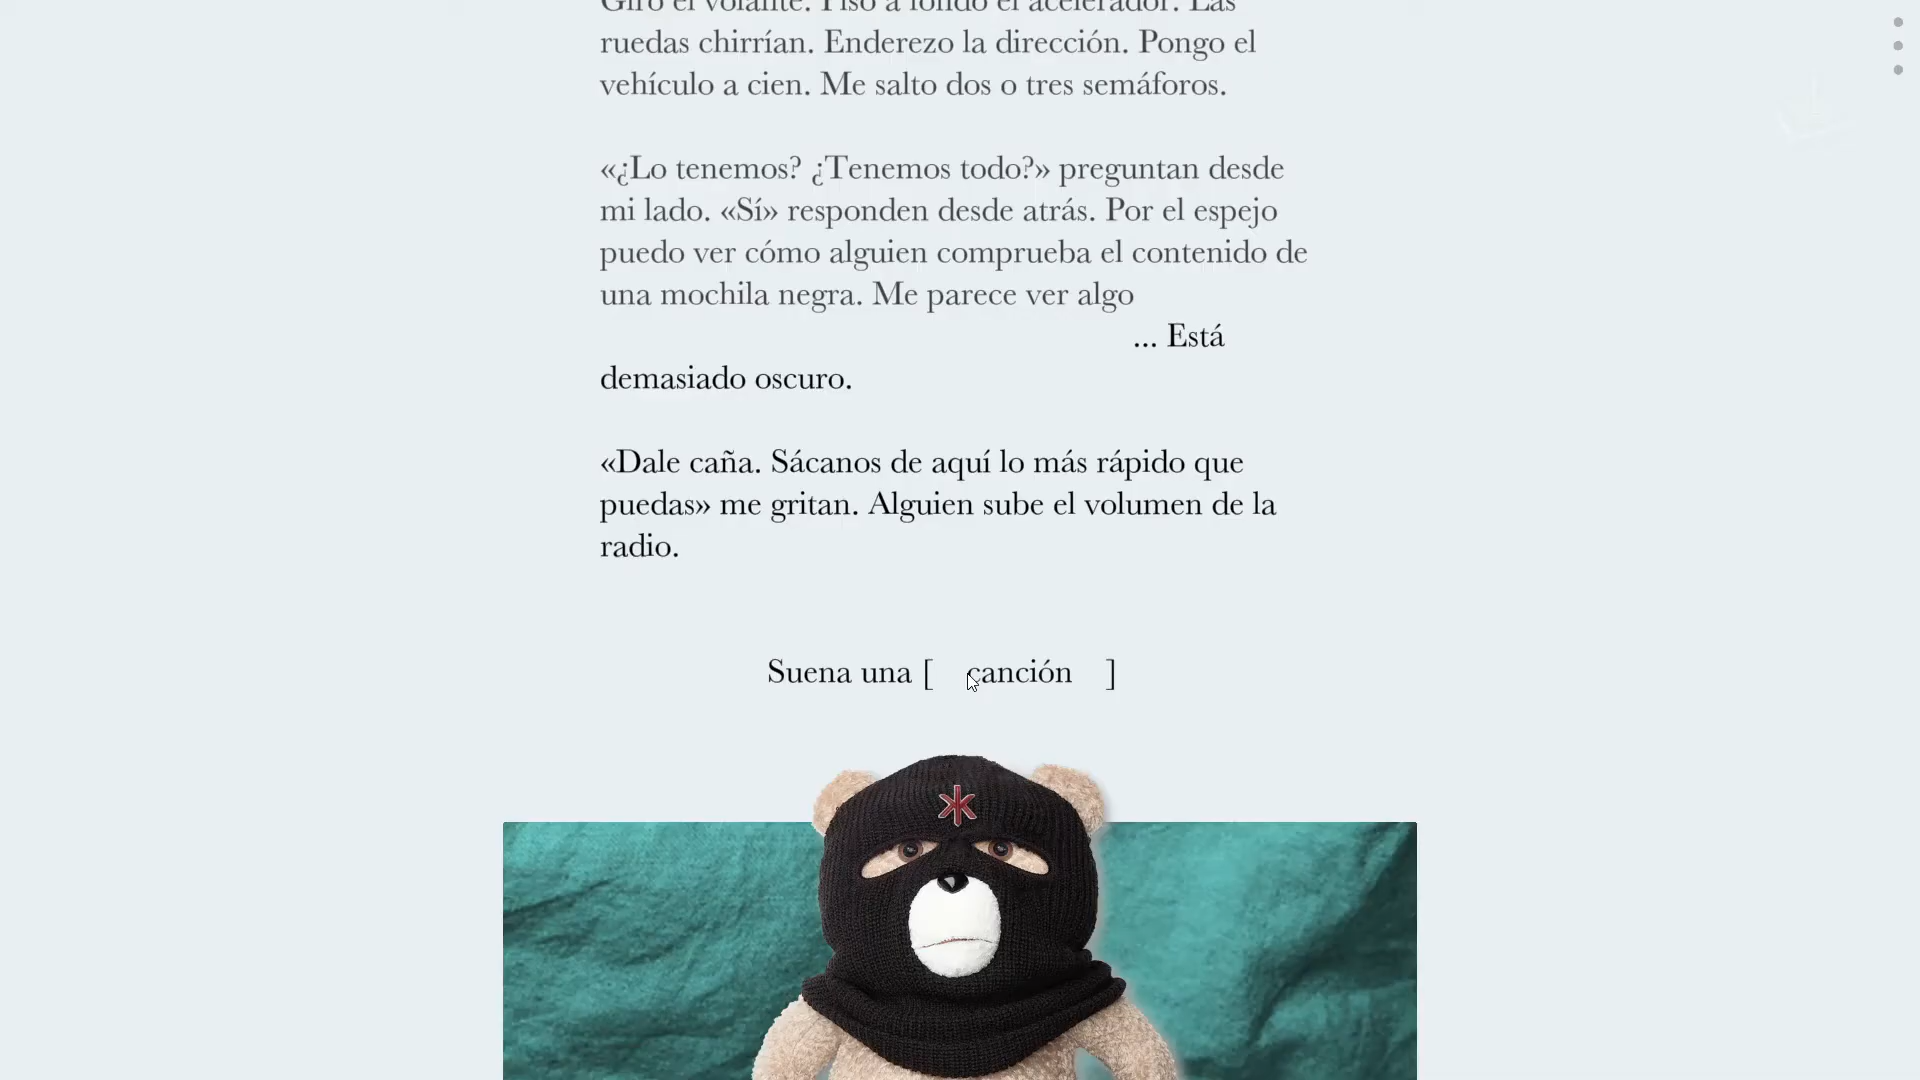 Giro el volante. Piso a fondo el acelerador. Las
ruedas chirrían. Enderezo la dirección. Pongo el
vehículo a cien. Me salto dos o tres semáforos.
«¿Lo tenemos? ¿Tenemos todo?» preguntan desde
mi lado. «Sí» responden desde atrás. Por el espejo
puedo ver cómo alguien comprueba el contenido de
una mochila negra. Me parece ver algo
... Está
demasiado oscuro.
«Dale caña. Sácanos de aquí lo más rápido que
puedas» me gritan. Alguien sube el volumen de la
radio.
Suena una [ canción ]